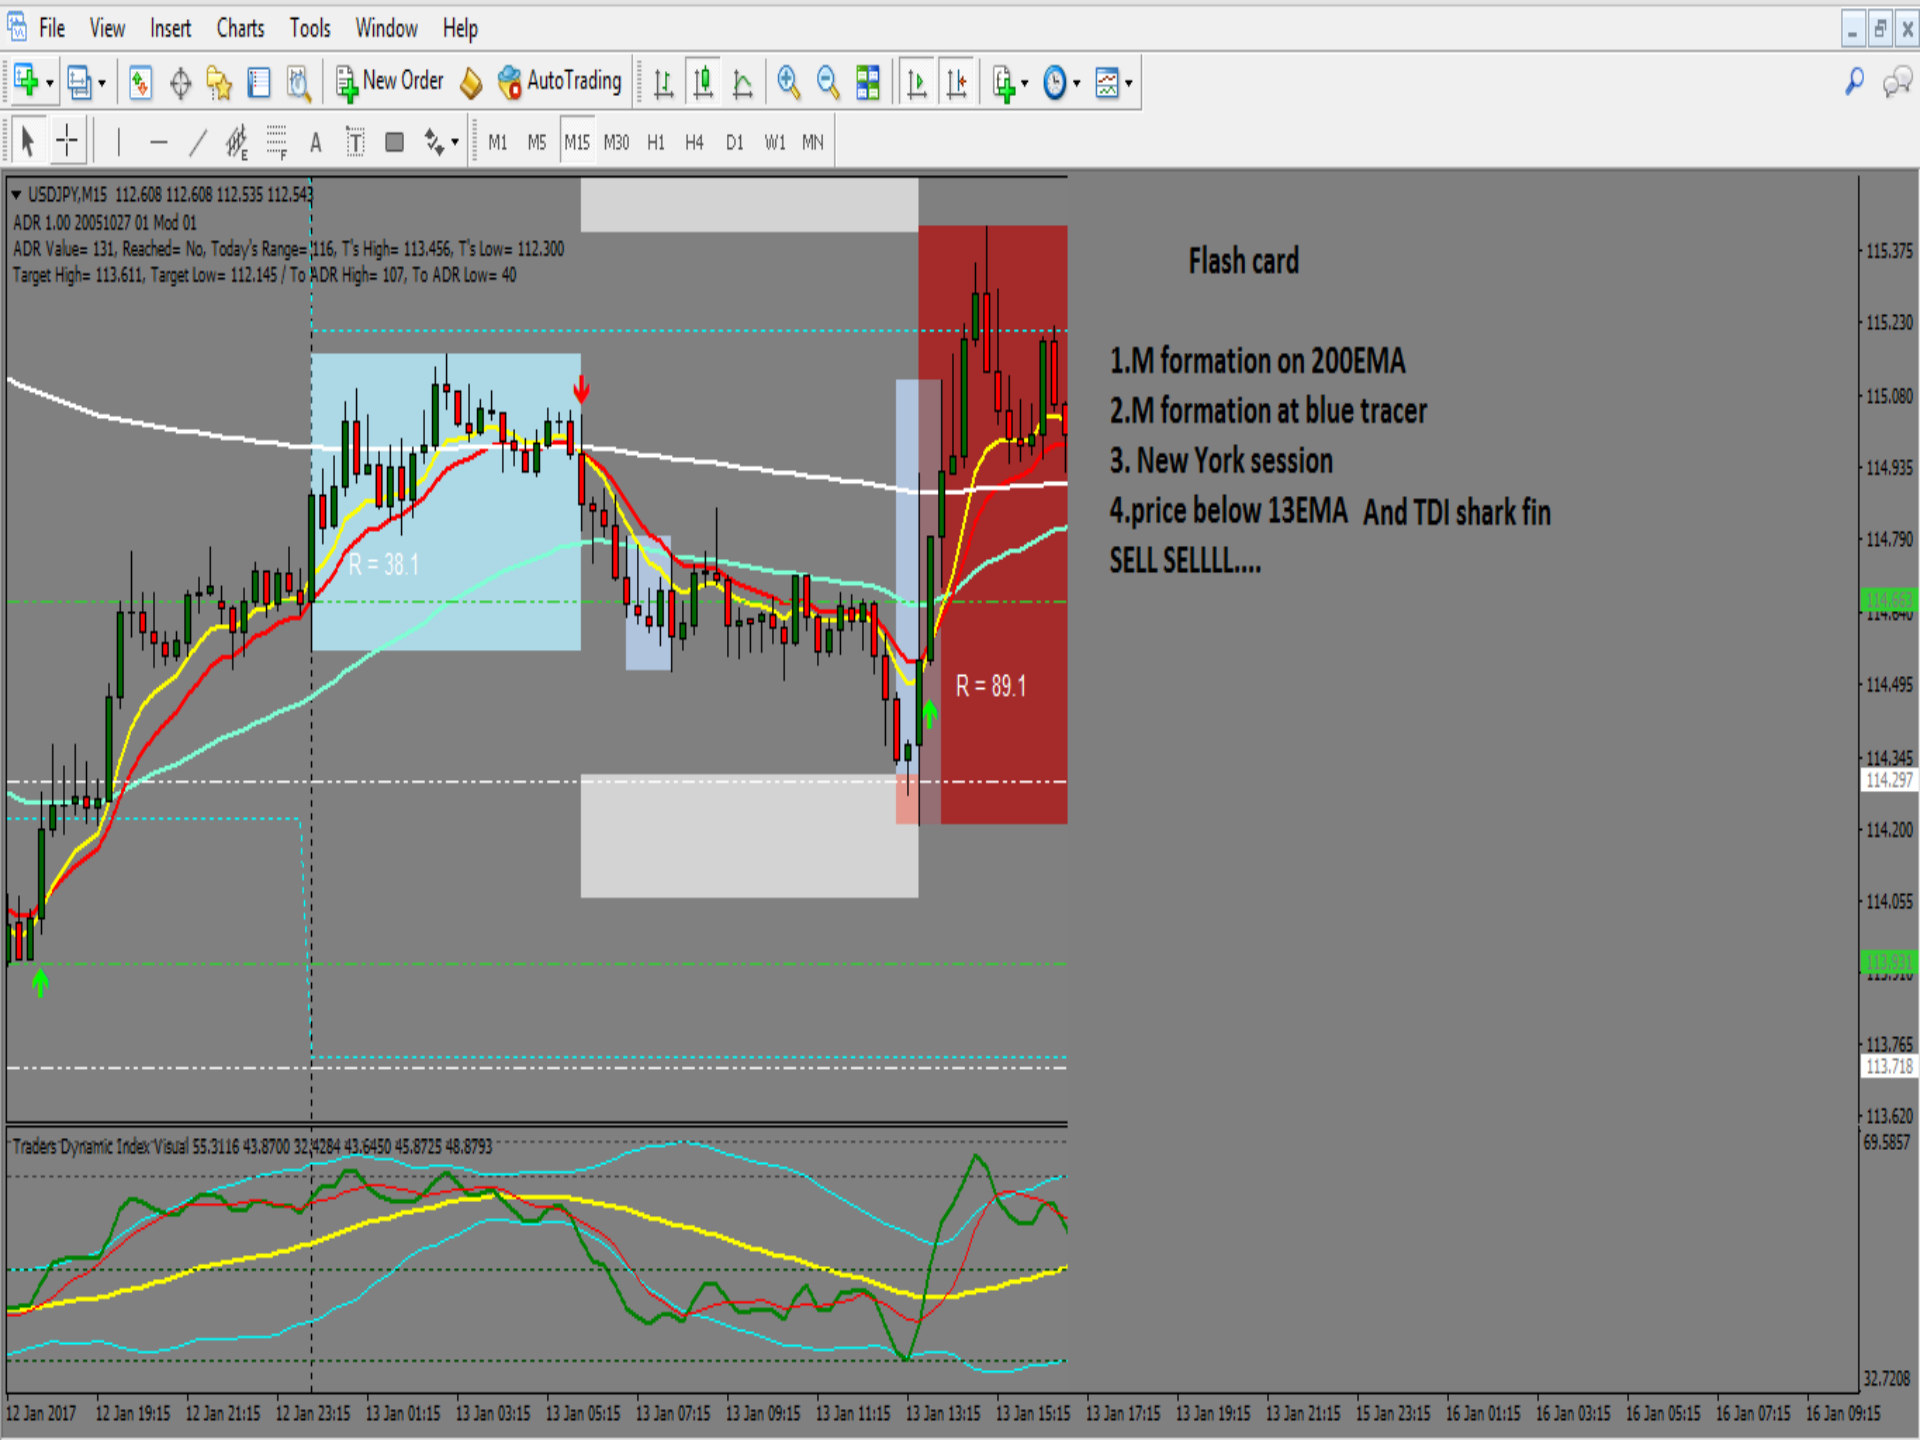 File View Insert Charts Tools Window Help
New Order AutoTrading
A T E F
M1 M5 M15 M30 H1 H4 D1 W1 MN
USDJPY,M15 112.608 112.608 112.535 112.543
ADR 1.00 20051027 01 Mod 01
ADR Value= 131, Reached= No, Today's Range= 116, T's High= 113.456, T's Low= 112.300
Target High= 113.611, Target Low= 112.145 / To ADR High= 107, To ADR Low= 40
Flash card
1.M formation on 200EMA
2.M formation at blue tracer
3. New York session
4.price below 13EMA And TDI shark fin
SELL SELLLL....
R = 38.1
R = 89.1
115.375
115.230
115.080
114.935
114.790
114.663
114.640
114.495
114.345
114.297
114.200
114.055
113.931
113.910
113.765
113.718
113.620
Traders Dynamic Index Visual 55.3116 43.8700 32.4284 43.6450 45.8725 48.8793
69.5857
32.7208
12 Jan 2017 12 Jan 19:15 12 Jan 21:15 12 Jan 23:15 13 Jan 01:15 13 Jan 03:15 13 Jan 05:15 13 Jan 07:15 13 Jan 09:15 13 Jan 11:15 13 Jan 13:15 13 Jan 15:15 13 Jan 17:15 13 Jan 19:15 13 Jan 21:15 15 Jan 23:15 16 Jan 01:15 16 Jan 03:15 16 Jan 05:15 16 Jan 07:15 16 Jan 09:15